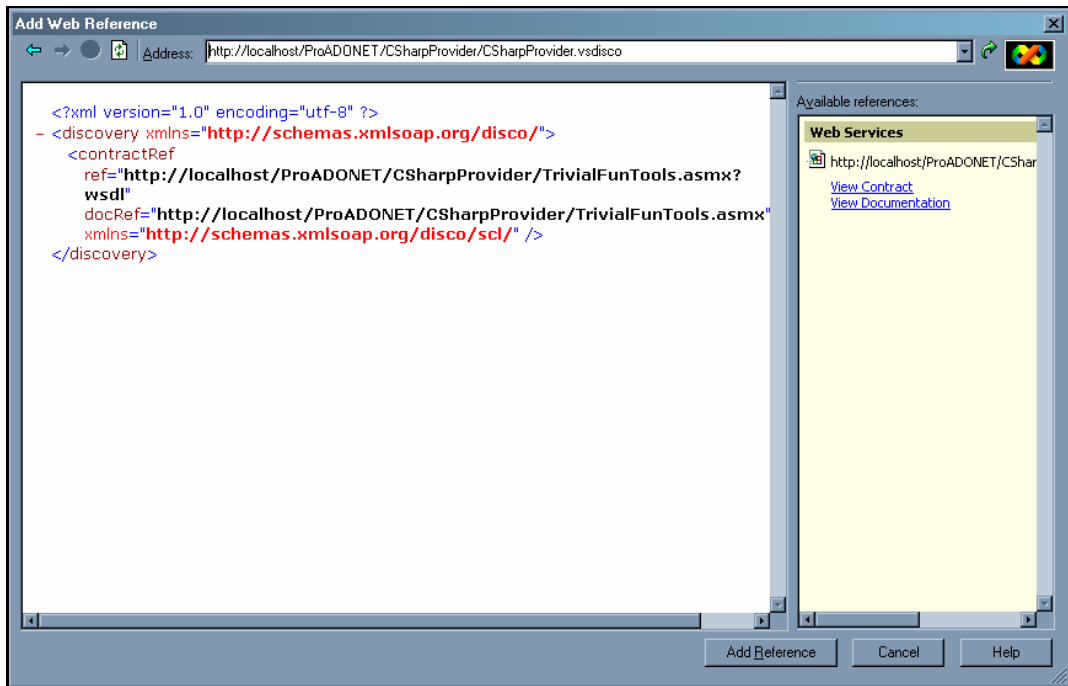 Add Web Reference
Address: http://localhost/ProADONET/CSharpProvider/CSharpProvider.vsdisco
<?xml version="1.0" encoding="utf-8" ?>
- <discovery xmlns="http://schemas.xmlsoap.org/disco/">
<contractRef
ref="http://localhost/ProADONET/CSharpProvider/TrivialFunTools.asmx?
wsdl"
docRef="http://localhost/ProADONET/CSharpProvider/TrivialFunTools.asmx"
xmlns="http://schemas.xmlsoap.org/disco/scl/" />
</discovery>
Available references:
Web Services
http://localhost/ProADONET/CShar
View Contract
View Documentation
Add Reference
Cancel
Help